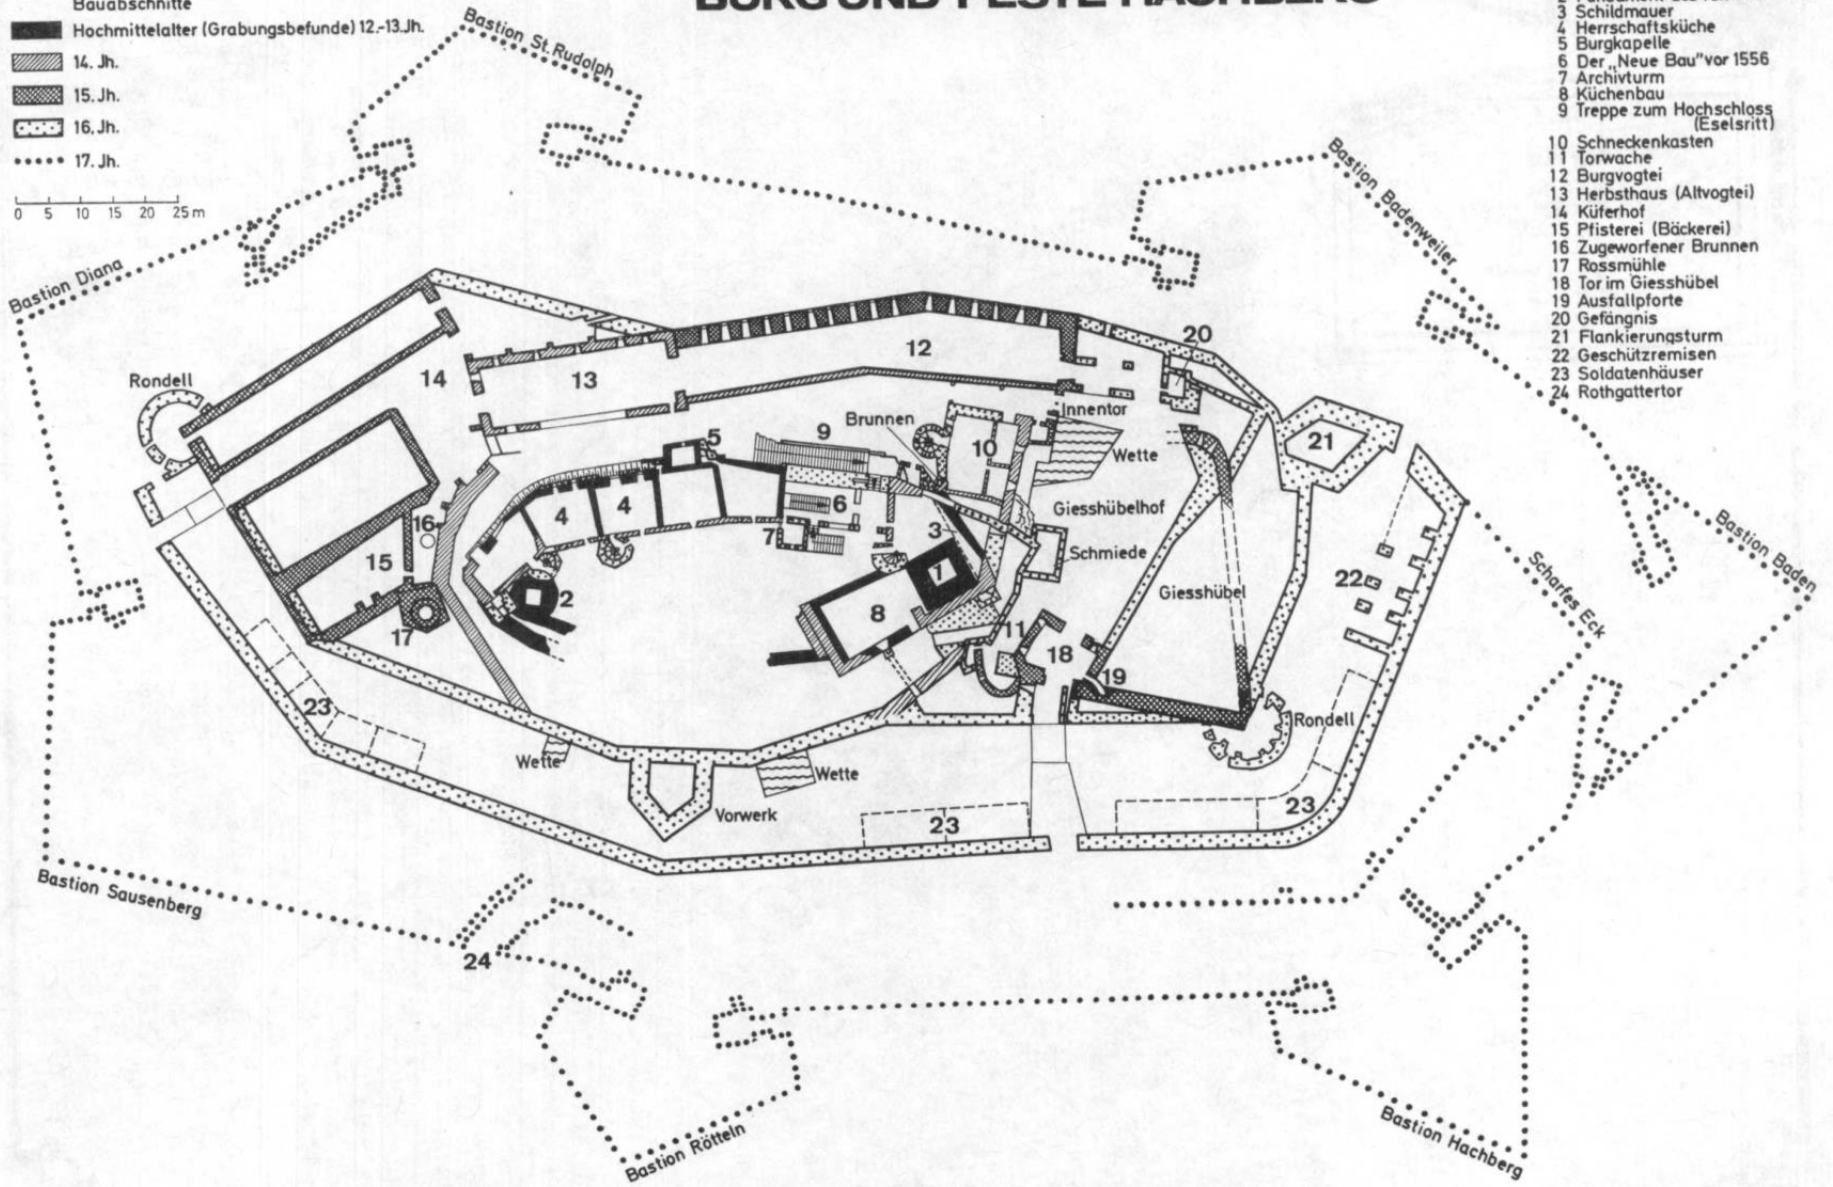 Bauabschnitte
Hochmittelalter (Grabungsbefunde) 12.-13.Jh.
14. Jh.
15. Jh.
16. Jh.
17. Jh.
0 5 10 15 20 25 m
BURG UND FESTE HACHBERG
3 Schildmauer
4 Herrschaftsküche
5 Burgkapelle
6 Der „Neue Bau" vor 1556
7 Archivturm
8 Küchenbau
9 Treppe zum Hochschloss
(Eselsritt)
10 Schneckenkasten
11 Torwache
12 Burgvogtei
13 Herbsthaus (Altvogtei)
14 Küferhof
15 Pfisterei (Bäckerei)
16 Zugeworfener Brunnen
17 Rossmühle
18 Tor im Giesshübel
19 Ausfallpforte
20 Gefängnis
21 Flankierungsturm
22 Geschützremisen
23 Soldatenhäuser
24 Rothgattertor
Bastion St. Rudolph
Bastion Badenweiler
Bastion Diana
Rondell
14
13
12
20
21
Innentor
Brunnen
9
5
10
Wette
4
4
6
16
Giesshübelhof
3
7
Schmiede
15
2
1
22
Giesshübel
8
17
11
18
19
23
Rondell
Wette
Wette
Vorwerk
23
23
Scharfes Eck
Bastion Baden
Bastion Sausenberg
24
Bastion Rötteln
Bastion Hachberg